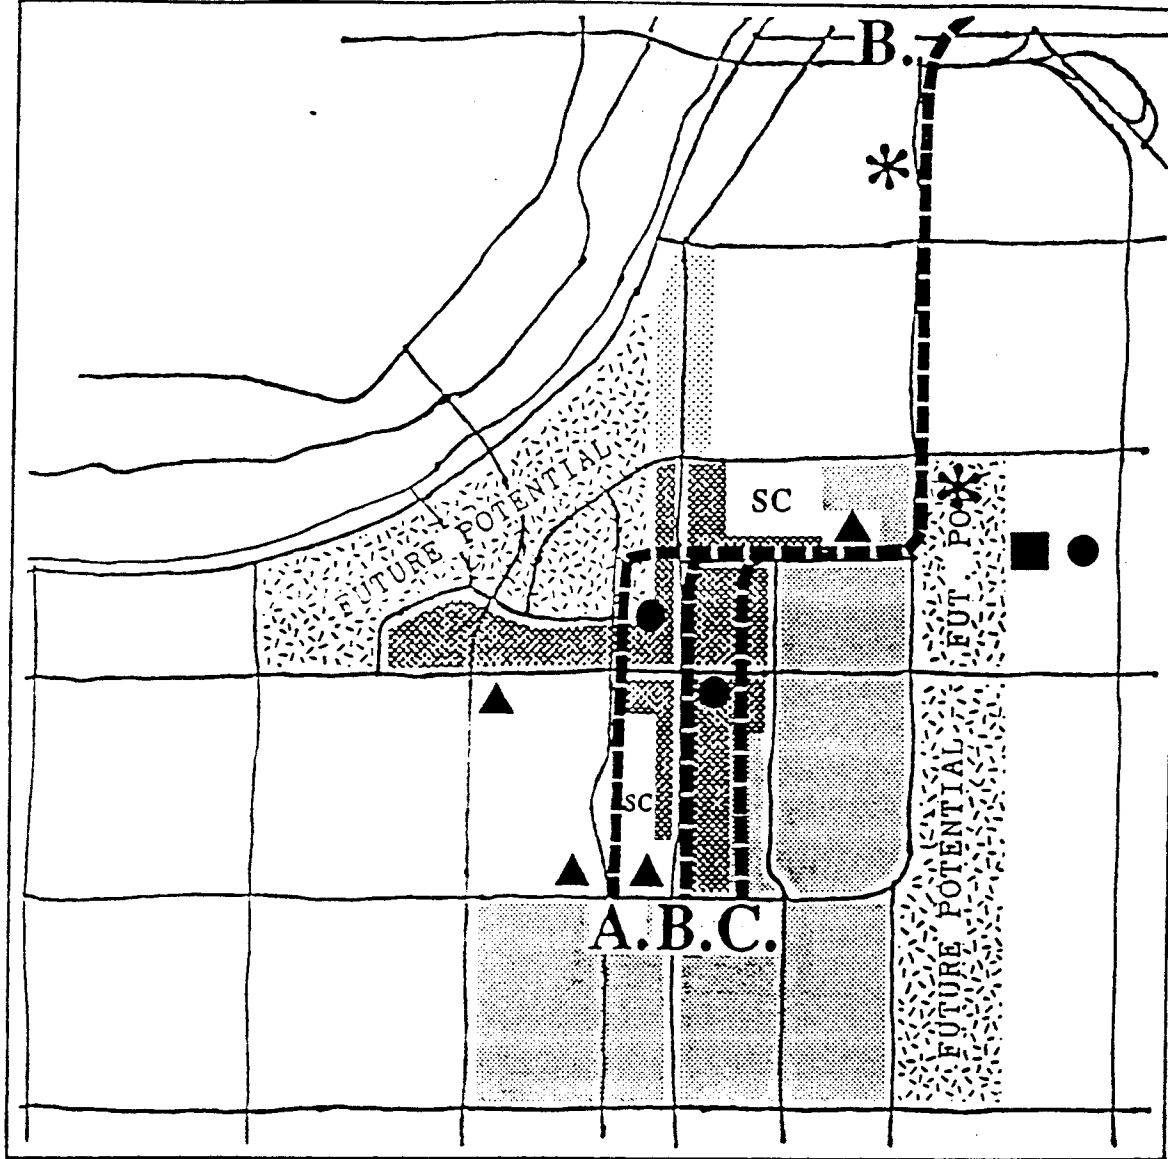 B.
SC
FUTURE POTENTIAL
FUT. PO
SC
FUTURE POTENTIAL
A. B. C.